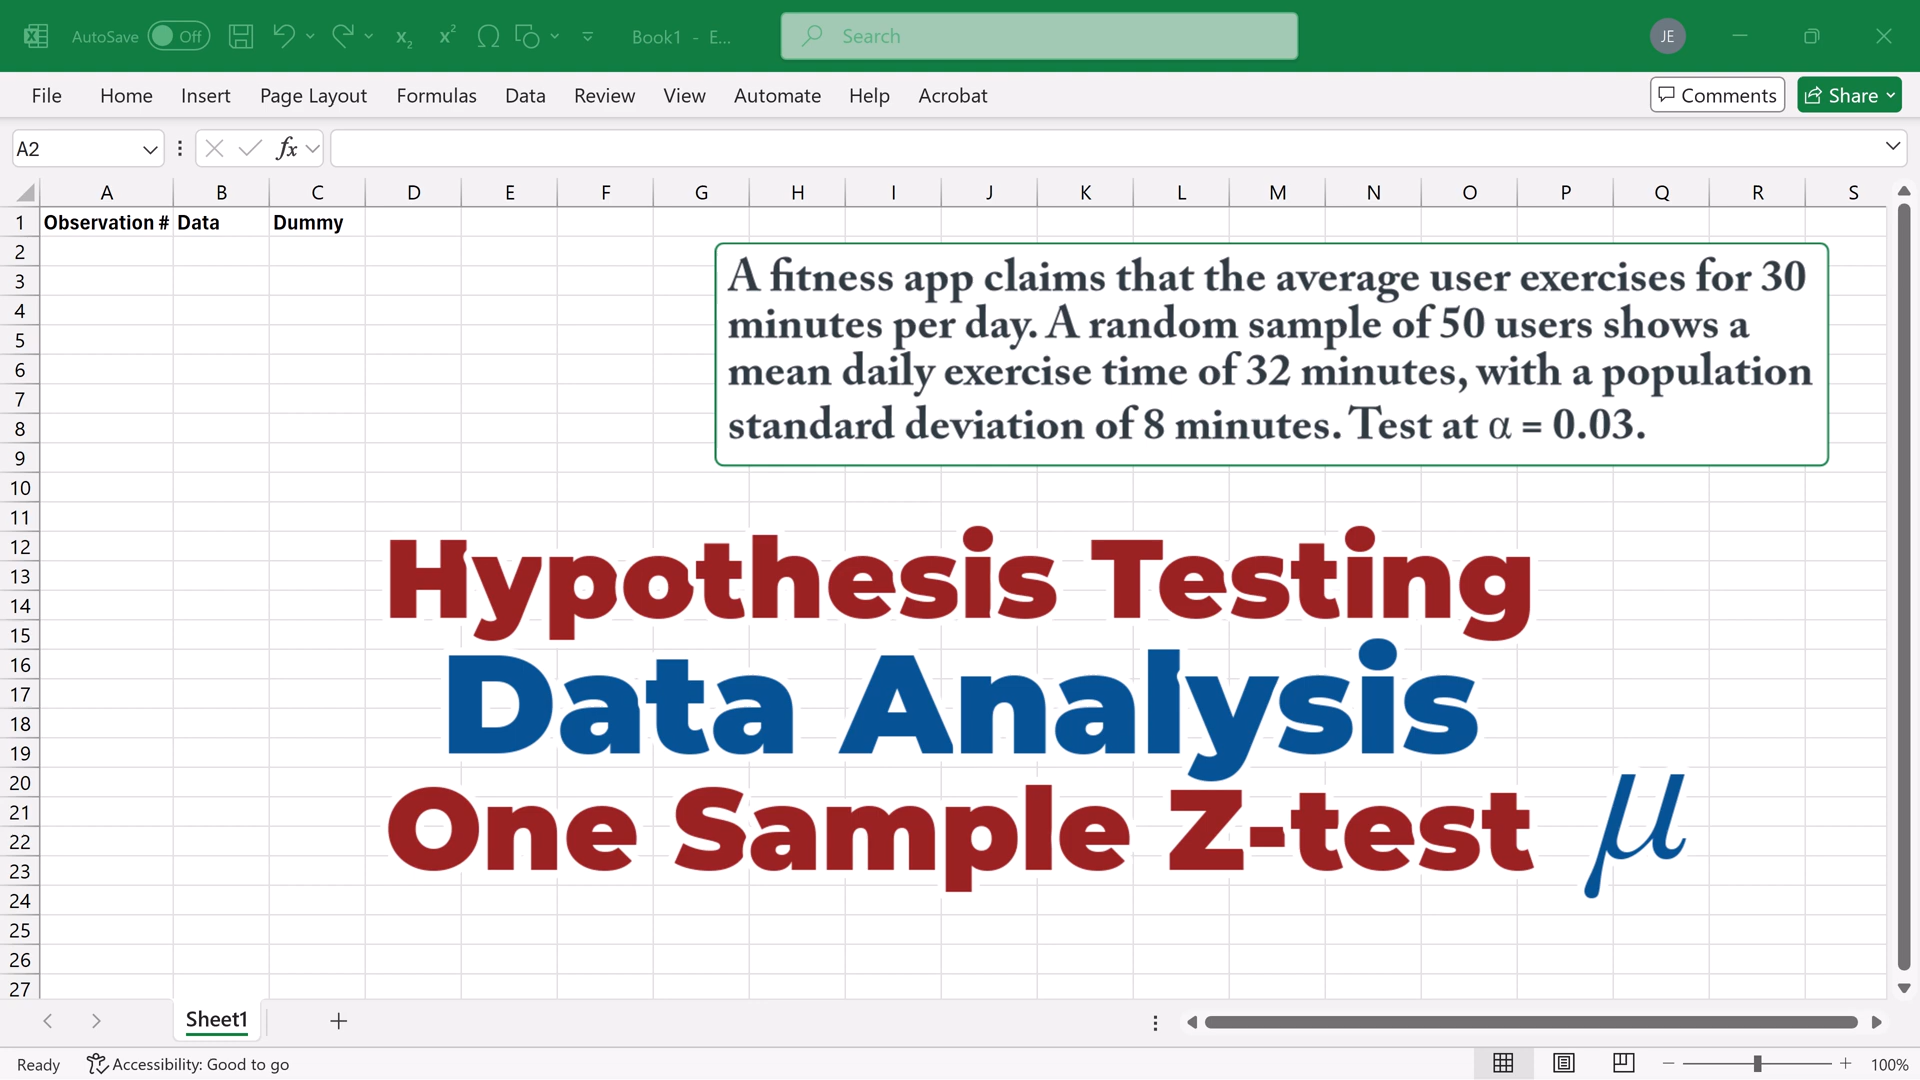 AutoSave Off Book1 - E... Search JE
File Home Insert Page Layout Formulas Data Review View Automate Help Acrobat Comments Share
A2 fx
A B C D E F G H I J K L M N O P Q R S
1 Observation # Data Dummy
2
3
4
5
6
7
8
9
10
11
12
13
14
15
16
17
18
19
20
21
22
23
24
25
26
27
A fitness app claims that the average user exercises for 30
minutes per day. A random sample of 50 users shows a
mean daily exercise time of 32 minutes, with a population
standard deviation of 8 minutes. Test at α = 0.03.
Hypothesis Testing
Data Analysis
One Sample Z-test μ
Sheet1
Ready Accessibility: Good to go 100%